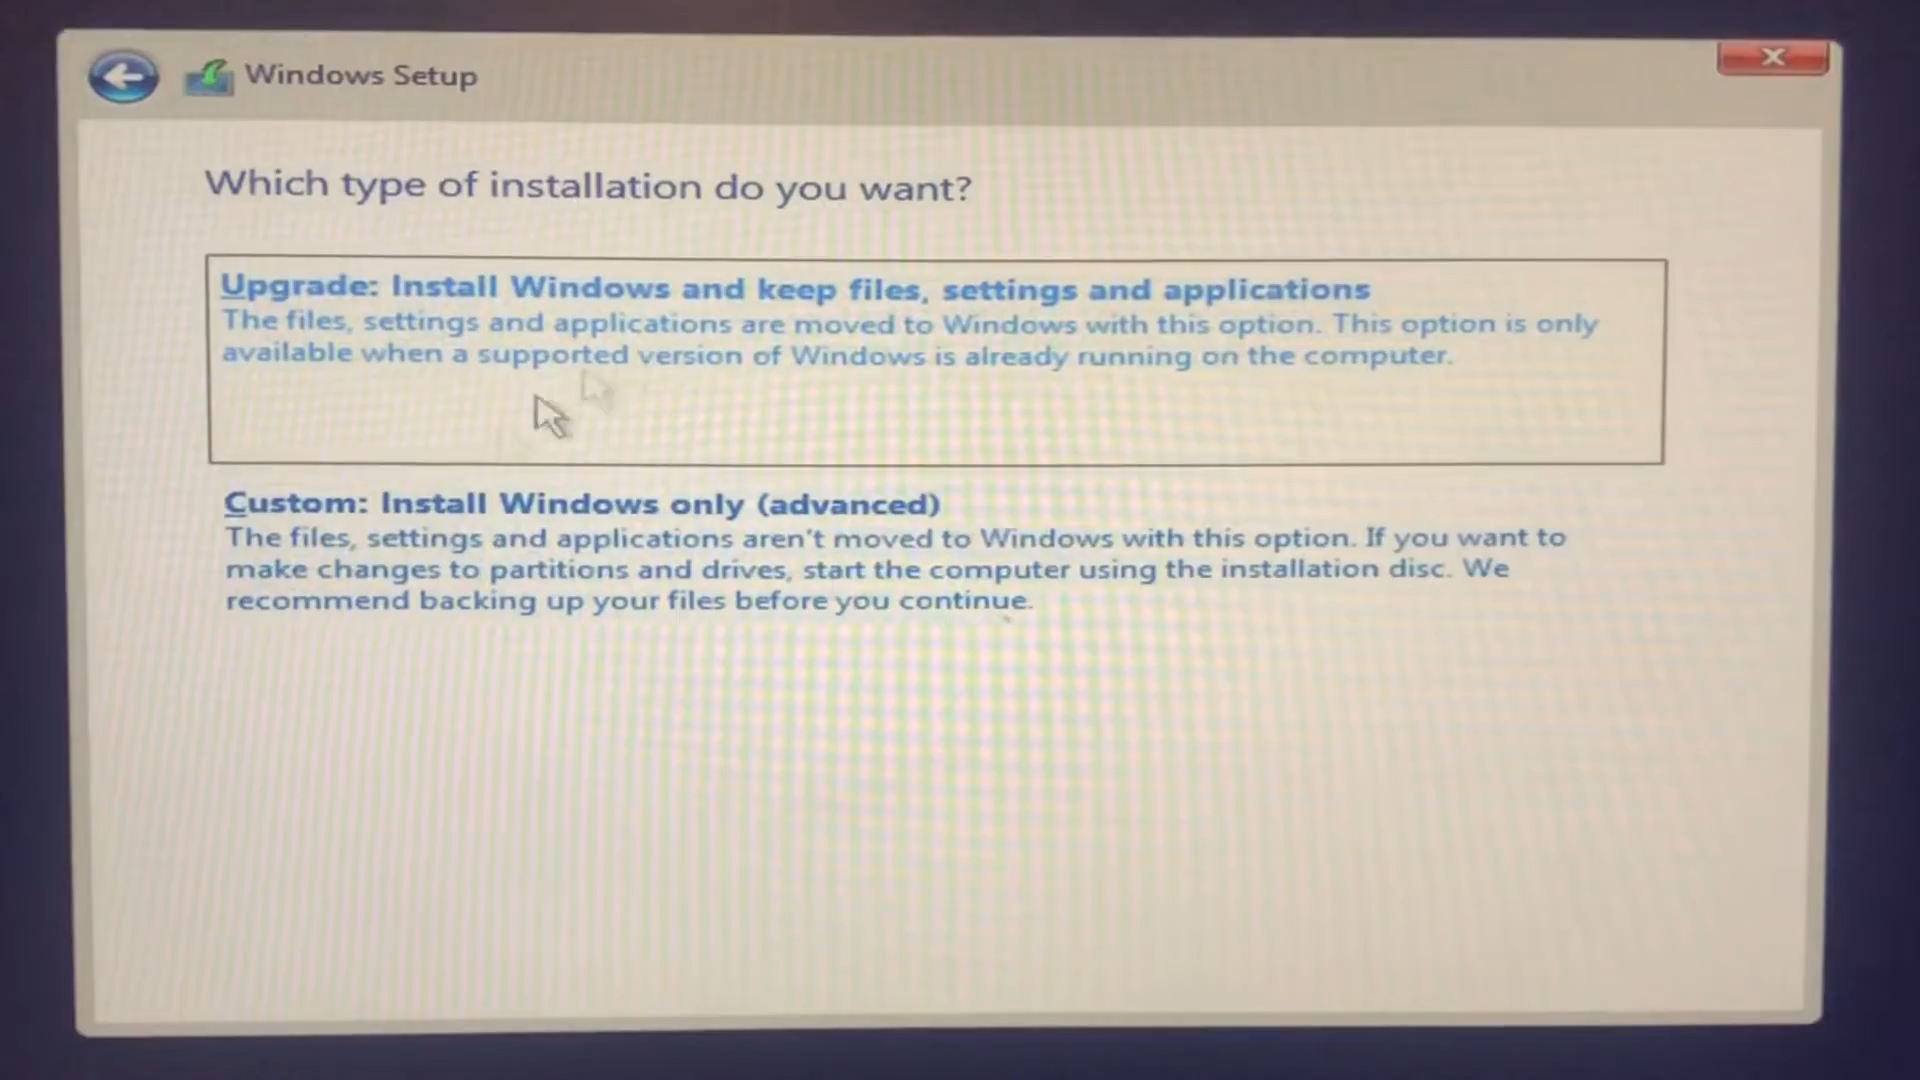 Windows Setup
Which type of installation do you want?
Upgrade: Install Windows and keep files, settings and applications
The files, settings and applications are moved to Windows with this option. This option is only
available when a supported version of Windows is already running on the computer.
Custom: Install Windows only (advanced)
The files, settings and applications aren't moved to Windows with this option. If you want to
make changes to partitions and drives, start the computer using the installation disc. We
recommend backing up your files before you continue.